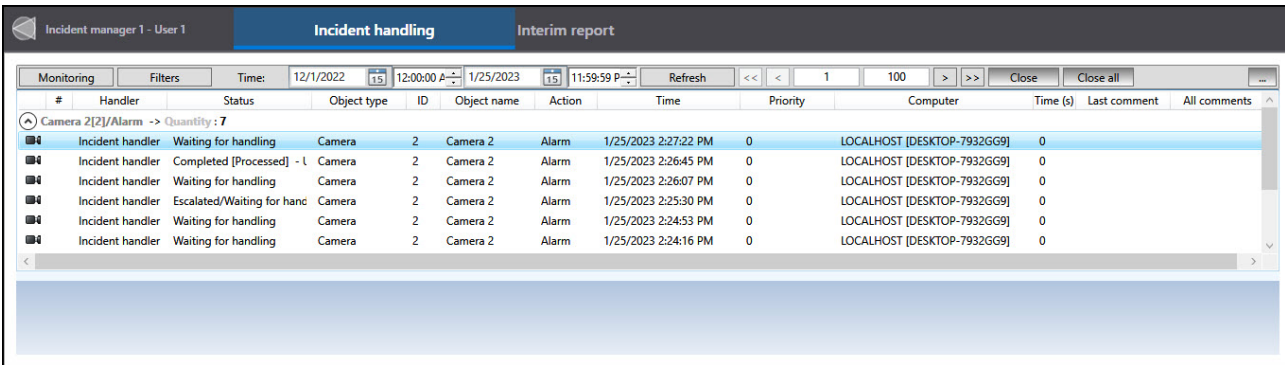 Incident manager 1 - User 1 Incident handling Interim report
Monitoring Filters Time: 12/1/2022 15 12:00:00 A 1/25/2023 15 11:59:59 P Refresh << < 1 100 > >> Close Close all ...
# Handler Status Object type ID Object name Action Time Priority Computer Time (s) Last comment All comments
Camera 2[2]/Alarm -> Quantity : 7
Incident handler Waiting for handling Camera 2 Camera 2 Alarm 1/25/2023 2:27:22 PM 0 LOCALHOST [DESKTOP-7932GG9] 0
Incident handler Completed [Processed] - Camera 2 Camera 2 Alarm 1/25/2023 2:26:45 PM 0 LOCALHOST [DESKTOP-7932GG9] 0
Incident handler Waiting for handling Camera 2 Camera 2 Alarm 1/25/2023 2:26:07 PM 0 LOCALHOST [DESKTOP-7932GG9] 0
Incident handler Escalated/Waiting for hand Camera 2 Camera 2 Alarm 1/25/2023 2:25:30 PM 0 LOCALHOST [DESKTOP-7932GG9] 0
Incident handler Waiting for handling Camera 2 Camera 2 Alarm 1/25/2023 2:24:53 PM 0 LOCALHOST [DESKTOP-7932GG9] 0
Incident handler Waiting for handling Camera 2 Camera 2 Alarm 1/25/2023 2:24:16 PM 0 LOCALHOST [DESKTOP-7932GG9] 0